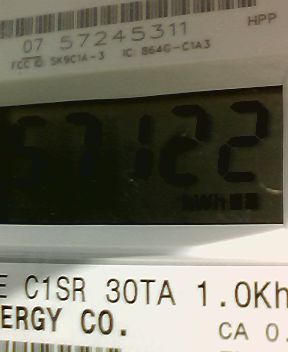 HPP
07 57245311
FCC ID: SK9C1A-3 IC: 864G-C1A3
57122
kWh
E C1SR 30TA 1.0Kh
ERGY CO.
CA 0.